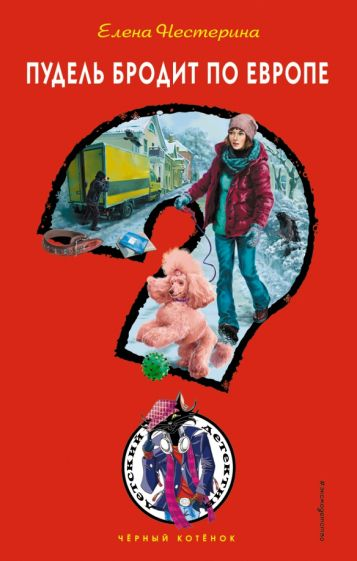 Елена Нестерина
ПУДЕЛЬ БРОДИТ ПО ЕВРОПЕ
детский детектив
ЧЁРНЫЙ КОТЁНОК
#эксмодетство